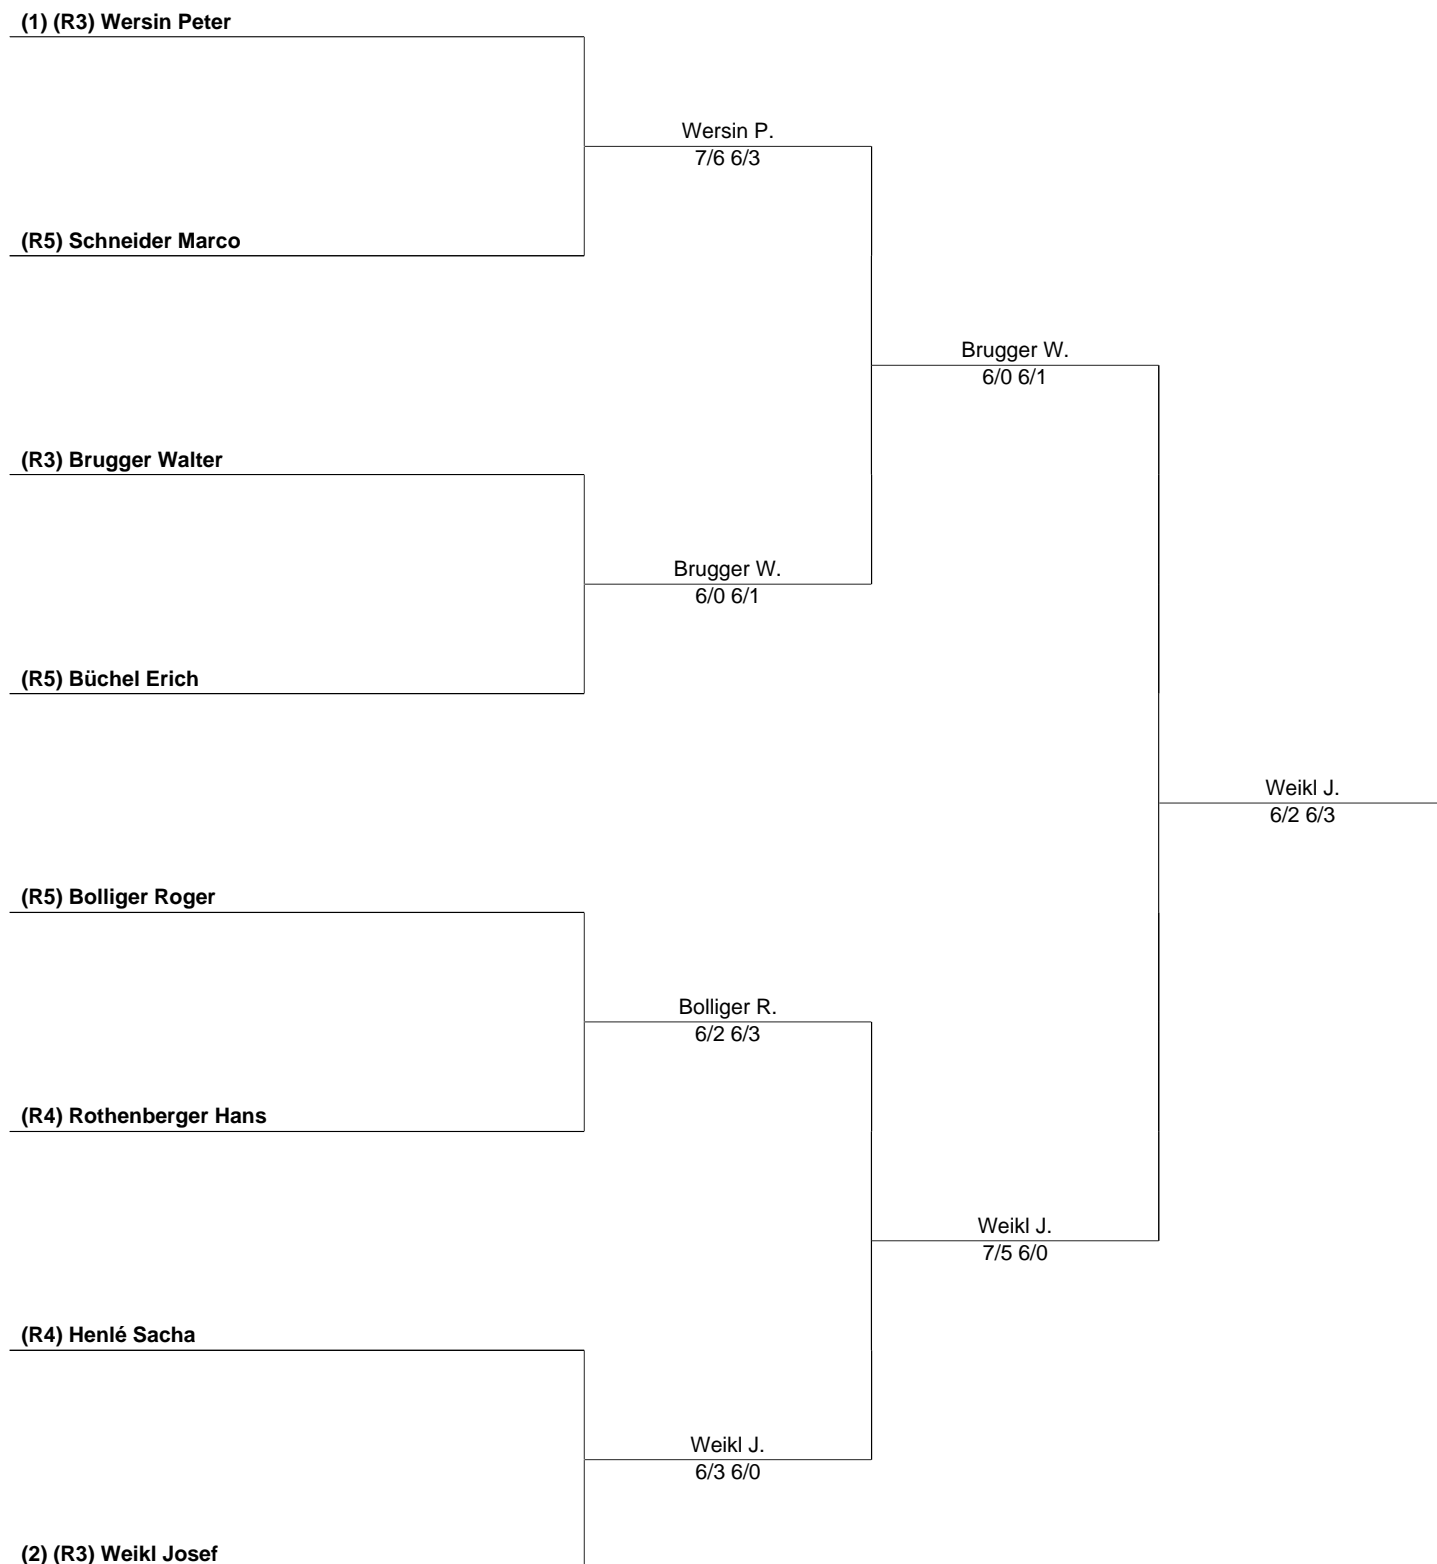 (1) (R3) Wersin Peter
Wersin P.
7/6 6/3
(R5) Schneider Marco
Brugger W.
6/0 6/1
(R3) Brugger Walter
Brugger W.
6/0 6/1
(R5) Büchel Erich
Weikl J.
6/2 6/3
(R5) Bolliger Roger
Bolliger R.
6/2 6/3
(R4) Rothenberger Hans
Weikl J.
7/5 6/0
(R4) Henlé Sacha
Weikl J.
6/3 6/0
(2) (R3) Weikl Josef